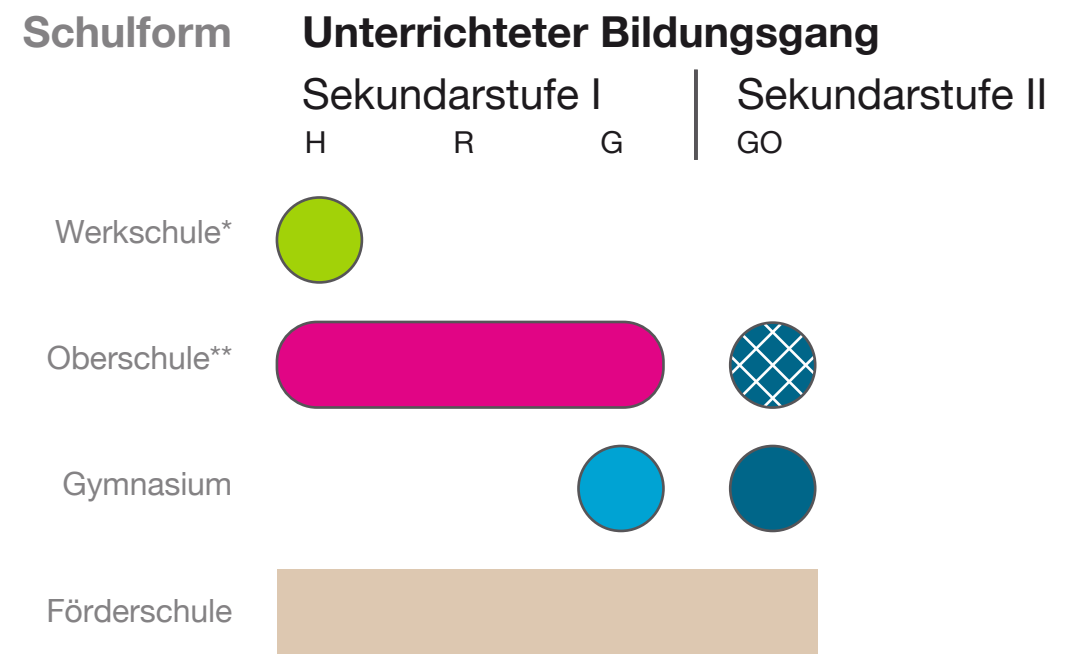 Schulform Unterrichteter Bildungsgang
Sekundarstufe I Sekundarstufe II
H R G GO
Werkschule*
Oberschule**
Gymnasium
Förderschule